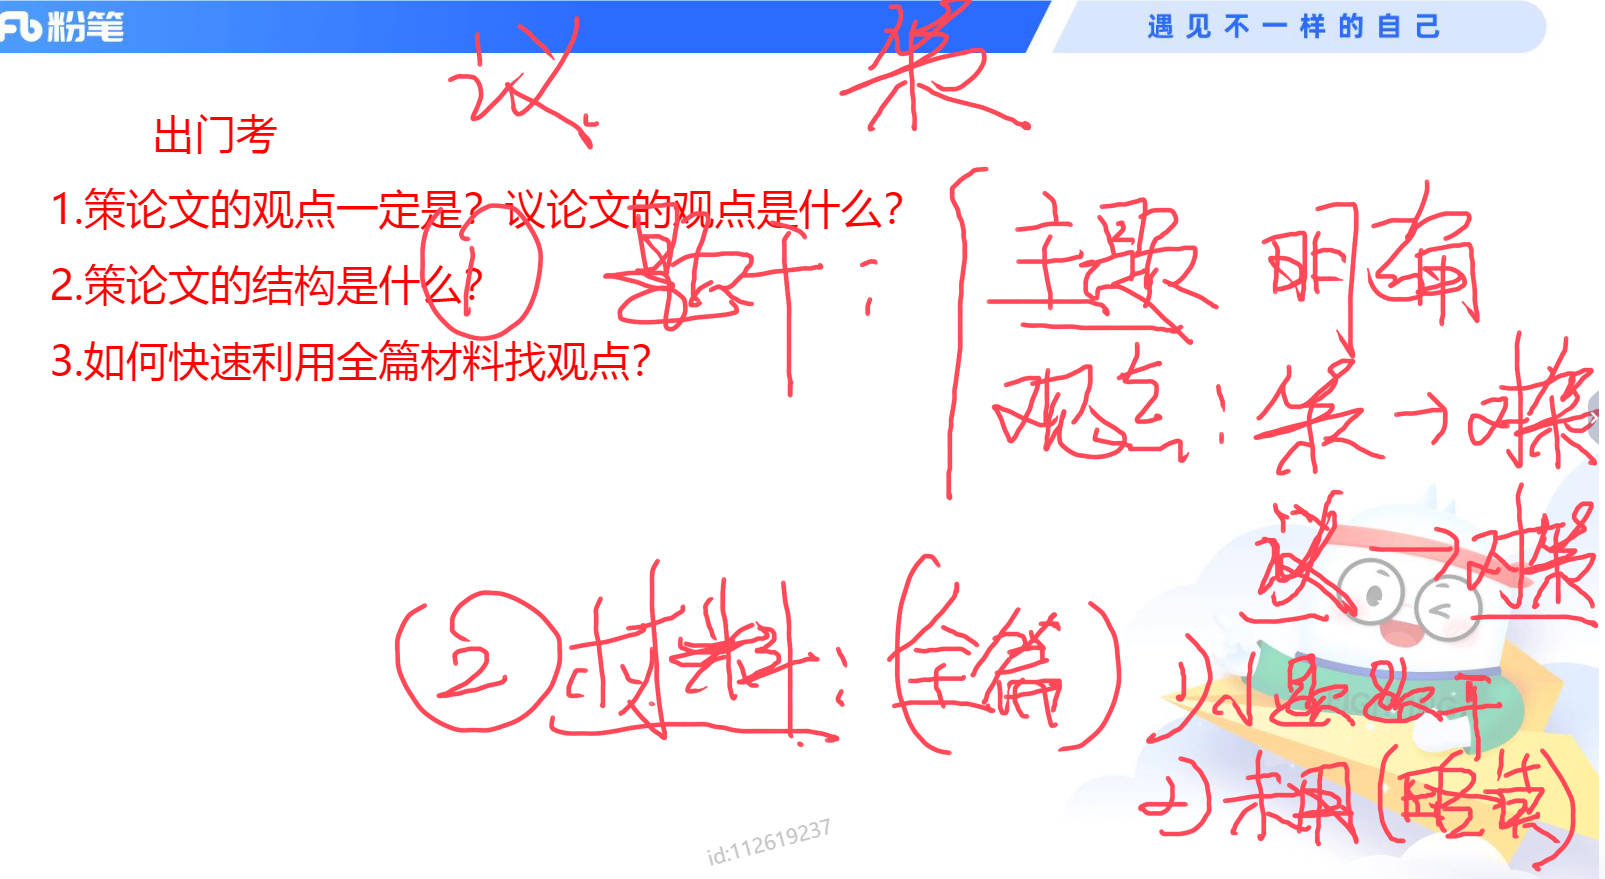 粉笔
遇见不一样的自己
议 策
出门考
1.策论文的观点一定是？议论文的观点是什么？
2.策论文的结构是什么？
3.如何快速利用全篇材料找观点？
① 题干：
主题 明确
观点：策→对策
议→对策
②材料：(全篇)
1)小题题干
2)未用(略读)
id:112619237